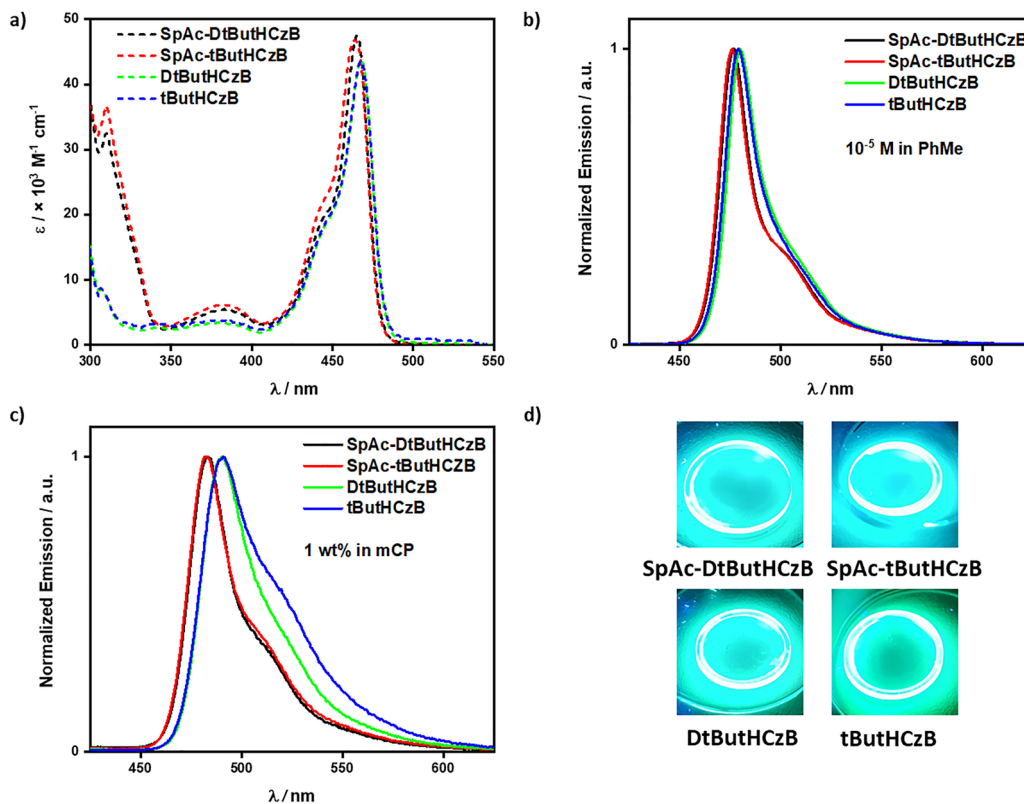 a)
50
40
30
20
10
0
ε / × 10³ M⁻¹ cm⁻¹
SpAc-DtButHCzB
SpAc-tButHCzB
DtButHCzB
tButHCzB
300 350 400 450 500 550
λ / nm
b)
1
0
Normalized Emission / a.u.
SpAc-DtButHCzB
SpAc-tButHCzB
DtButHCzB
tButHCzB
10⁻⁵ M in PhMe
450 500 550 600
λ / nm
c)
1
0
Normalized Emission / a.u.
SpAc-DtButHCzB
SpAc-tButHCZB
DtButHCzB
tButHCzB
1 wt% in mCP
450 500 550 600
λ / nm
d)
SpAc-DtButHCzB SpAc-tButHCzB
DtButHCzB tButHCzB